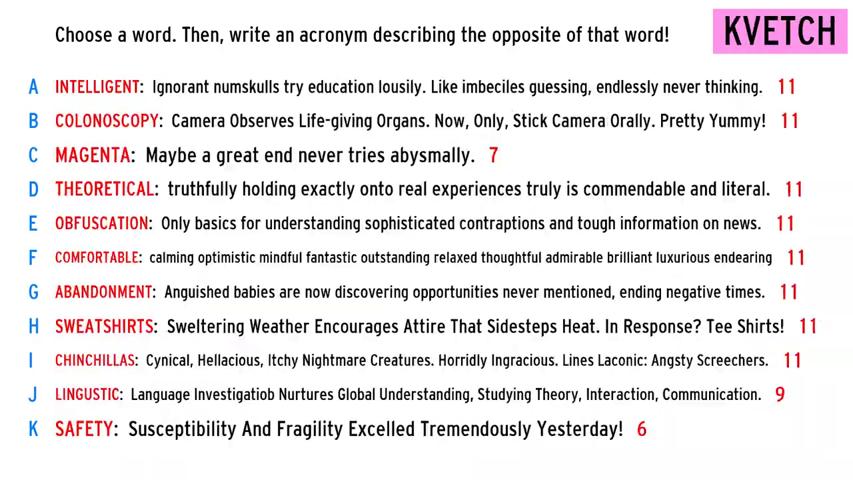 Choose a word. Then, write an acronym describing the opposite of that word!
KVETCH
A INTELLIGENT: Ignorant numskulls try education lousily. Like imbeciles guessing, endlessly never thinking. 11
B COLONOSCOPY: Camera Observes Life-giving Organs. Now, Only, Stick Camera Orally. Pretty Yummy! 11
C MAGENTA: Maybe a great end never tries abysmally. 7
D THEORETICAL: truthfully holding exactly onto real experiences truly is commendable and literal. 11
E OBFUSCATION: Only basics for understanding sophisticated contraptions and tough information on news. 11
F COMFORTABLE: calming optimistic mindful fantastic outstanding relaxed thoughtful admirable brilliant luxurious endearing 11
G ABANDONMENT: Anguished babies are now discovering opportunities never mentioned, ending negative times. 11
H SWEATSHIRTS: Sweltering Weather Encourages Attire That Sidesteps Heat. In Response? Tee Shirts! 11
I CHINCHILLAS: Cynical, Hellacious, Itchy Nightmare Creatures. Horridly Ingracious. Lines Laconic: Angsty Screechers. 11
J LINGUSTIC: Language Investigatiob Nurtures Global Understanding, Studying Theory, Interaction, Communication. 9
K SAFETY: Susceptibility And Fragility Excelled Tremendously Yesterday! 6